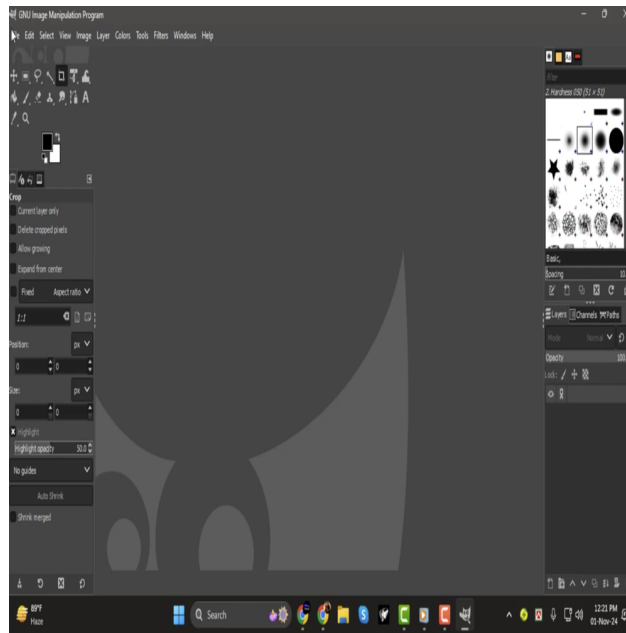 GNU Image Manipulation Program
Edit Select View Image Layer Colors Tools Filters Windows Help
filter
2. Hardness 050 (51 × 51)
Crop
Current layer only
Delete cropped pixels
Allow growing
Expand from center
Fixed Aspect ratio
1:1
Position: px
0 0
Size: px
0 0
Highlight
Highlight opacity 50.0
No guides
Auto Shrink
Shrink merged
Basic,
Spacing 10.
Layers Channels Paths
Mode Normal
Opacity 100.
Lock:
89°F
Haze
Search
12:21 PM
01-Nov-24